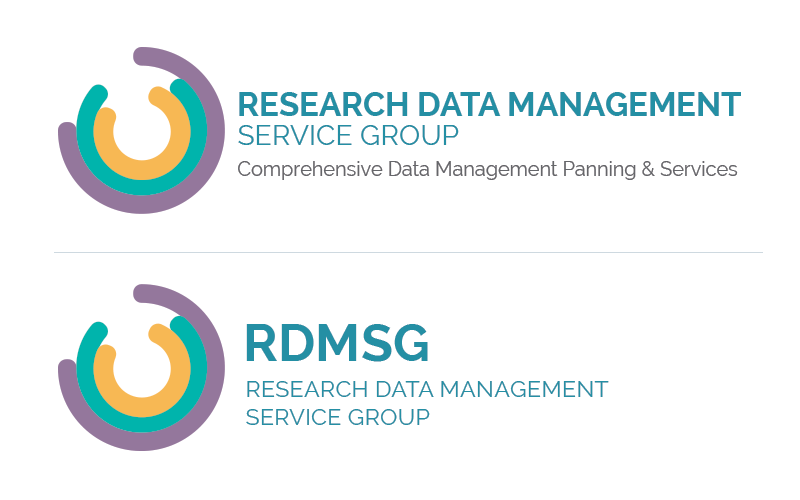 RESEARCH DATA MANAGEMENT
SERVICE GROUP
Comprehensive Data Management Panning & Services
RDMSG
RESEARCH DATA MANAGEMENT
SERVICE GROUP